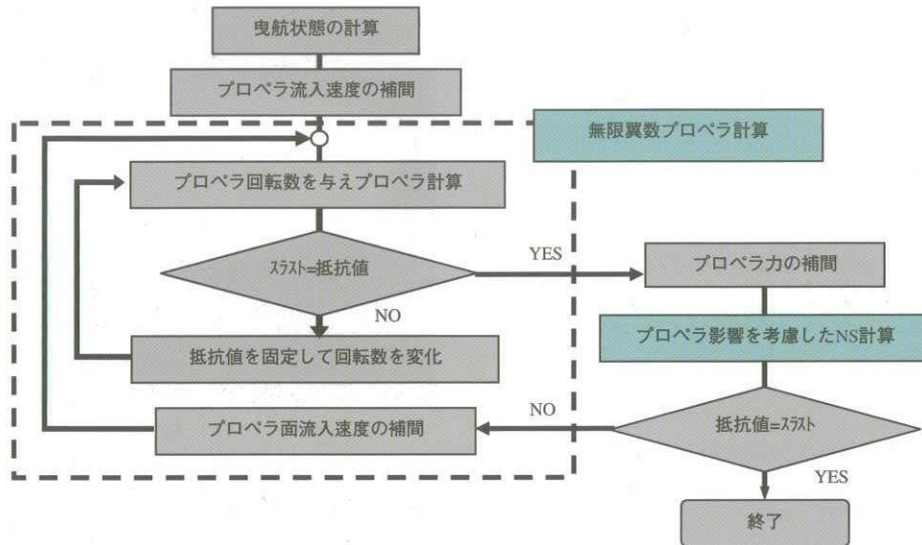 曳航状態の計算
プロペラ流入速度の補間
無限翼数プロペラ計算
プロペラ回転数を与えプロペラ計算
スラスト=抵抗値
YES
プロペラ力の補間
NO
プロペラ影響を考慮したNS計算
抵抗値を固定して回転数を変化
プロペラ面流入速度の補間
NO
抵抗値=スラスト
YES
終了